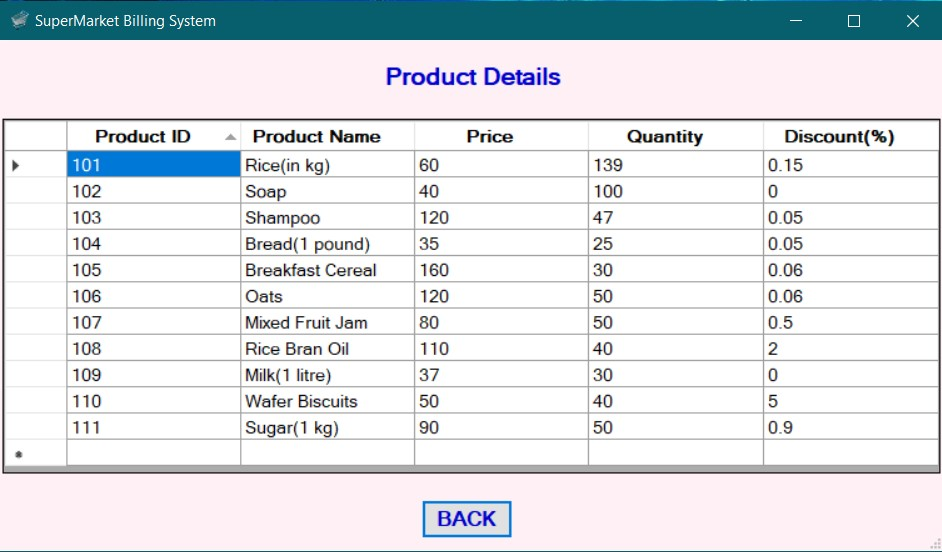 SuperMarket Billing System
Product Details
Product ID Product Name Price Quantity Discount(%)
101 Rice(in kg) 60 139 0.15
102 Soap 40 100 0
103 Shampoo 120 47 0.05
104 Bread(1 pound) 35 25 0.05
105 Breakfast Cereal 160 30 0.06
106 Oats 120 50 0.06
107 Mixed Fruit Jam 80 50 0.5
108 Rice Bran Oil 110 40 2
109 Milk(1 litre) 37 30 0
110 Wafer Biscuits 50 40 5
111 Sugar(1 kg) 90 50 0.9
BACK